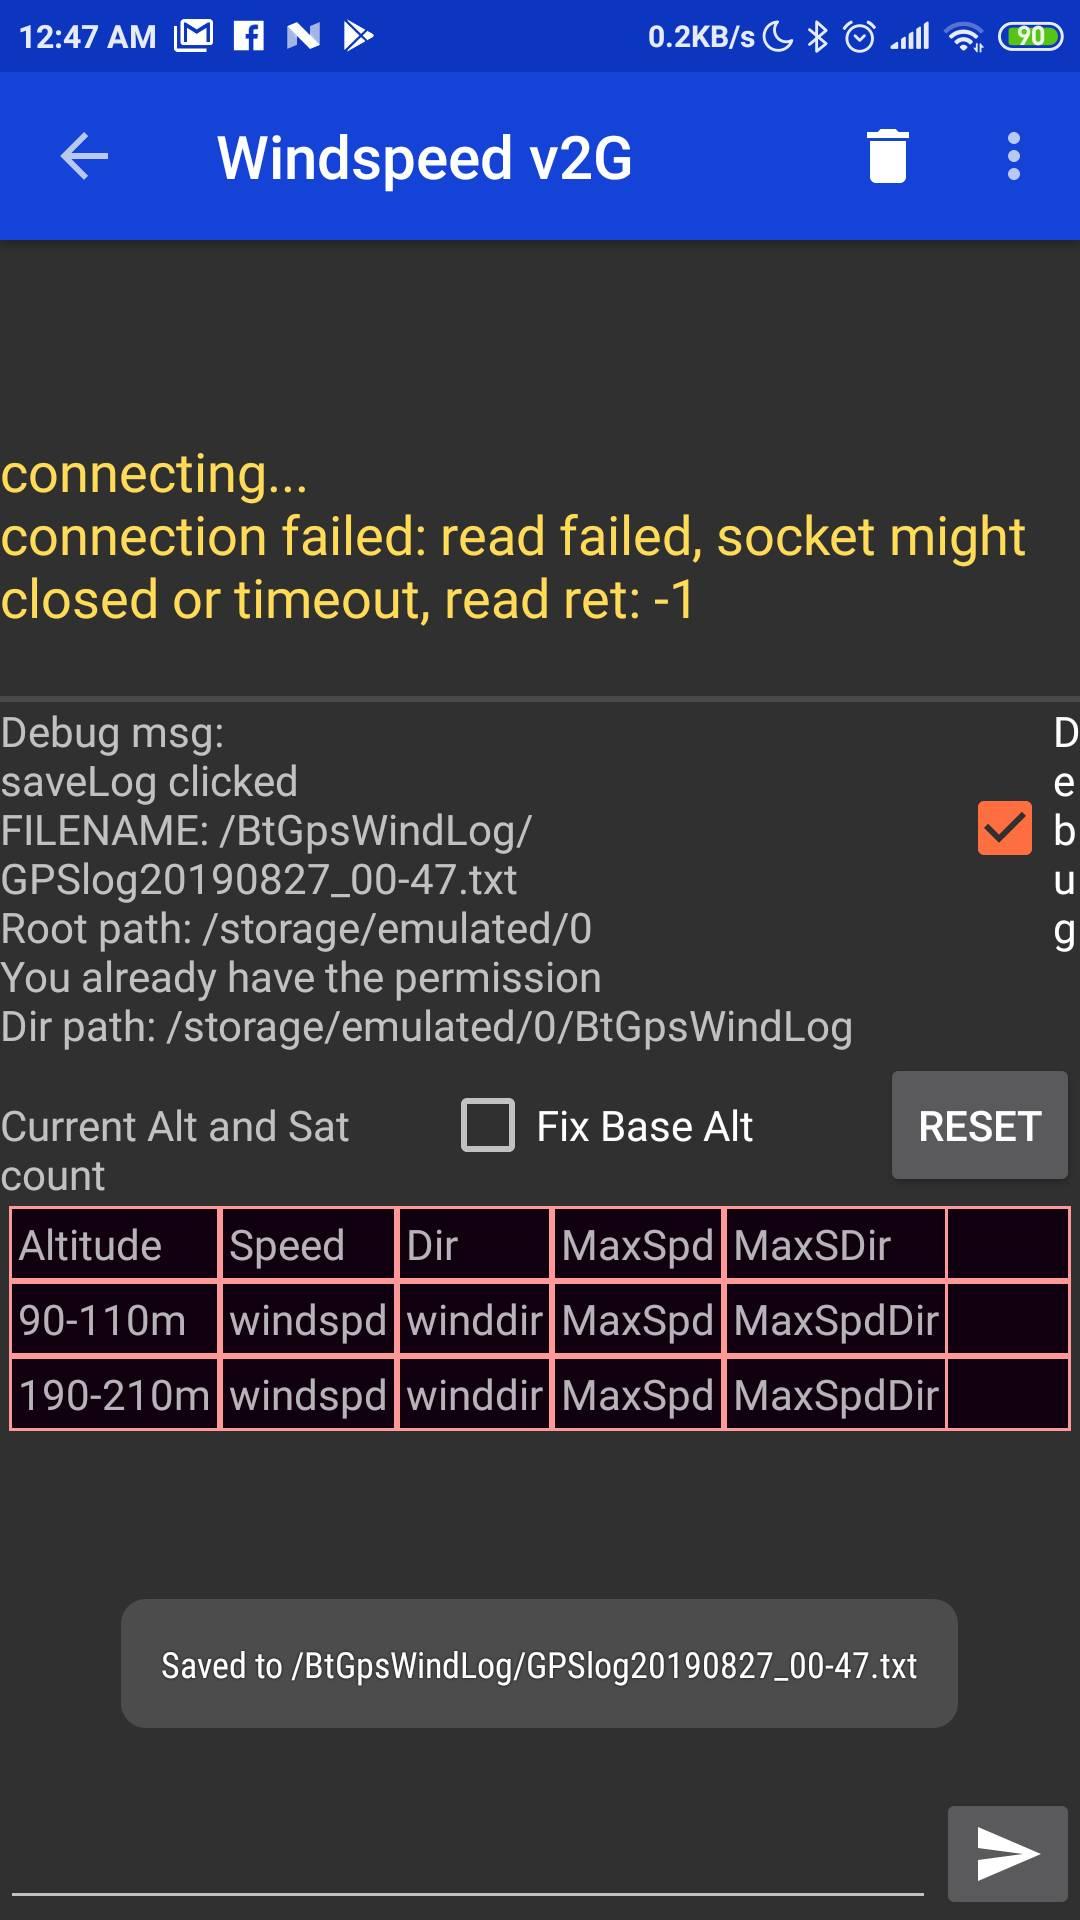 12:47 AM
0.2KB/s
90
Windspeed v2G
connecting...
connection failed: read failed, socket might
closed or timeout, read ret: -1
Debug msg:
saveLog clicked
FILENAME: /BtGpsWindLog/
GPSlog20190827_00-47.txt
Root path: /storage/emulated/0
You already have the permission
Dir path: /storage/emulated/0/BtGpsWindLog
D
e
b
u
g
Current Alt and Sat
count
Fix Base Alt
RESET
Altitude Speed Dir MaxSpd MaxSDir
90-110m windspd winddir MaxSpd MaxSpdDir
190-210m windspd winddir MaxSpd MaxSpdDir
Saved to /BtGpsWindLog/GPSlog20190827_00-47.txt